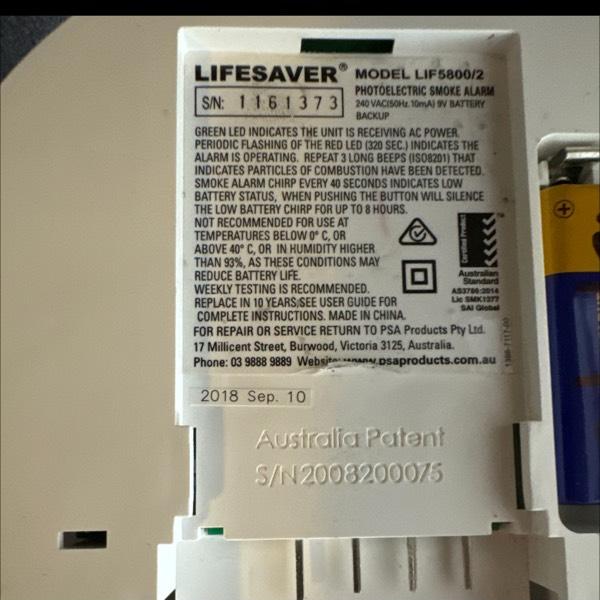 LIFESAVER® MODEL LIF5800/2
S/N: 1161373
PHOTOELECTRIC SMOKE ALARM
240 VAC(50Hz.10mA) 9V BATTERY
BACKUP
GREEN LED INDICATES THE UNIT IS RECEIVING AC POWER.
PERIODIC FLASHING OF THE RED LED (320 SEC.) INDICATES THE
ALARM IS OPERATING. REPEAT 3 LONG BEEPS (ISO8201) THAT
INDICATES PARTICLES OF COMBUSTION HAVE BEEN DETECTED.
SMOKE ALARM CHIRP EVERY 40 SECONDS INDICATES LOW
BATTERY STATUS, WHEN PUSHING THE BUTTON WILL SILENCE
THE LOW BATTERY CHIRP FOR UP TO 8 HOURS.
NOT RECOMMENDED FOR USE AT
TEMPERATURES BELOW 0° C, OR
ABOVE 40° C, OR IN HUMIDITY HIGHER
THAN 93%, AS THESE CONDITIONS MAY
REDUCE BATTERY LIFE.
WEEKLY TESTING IS RECOMMENDED.
REPLACE IN 10 YEARS,SEE USER GUIDE FOR
COMPLETE INSTRUCTIONS. MADE IN CHINA.
Certified Product
Australian
Standard
AS3786:2014
Lic SMK1377
SAI Global
FOR REPAIR OR SERVICE RETURN TO PSA Products Pty Ltd.
17 Millicent Street, Burwood, Victoria 3125, Australia.
Phone: 03 9888 9889 Website: www.psaproducts.com.au
2018 Sep. 10
Australia Patent
S/N2008200075